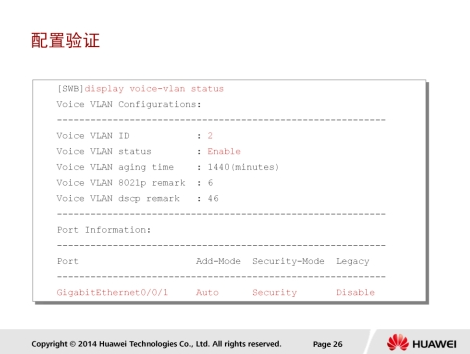 配置验证
[SWB]display voice-vlan status
Voice VLAN Configurations:
-----------------------------------------------------------
Voice VLAN ID : 2
Voice VLAN status : Enable
Voice VLAN aging time : 1440(minutes)
Voice VLAN 8021p remark : 6
Voice VLAN dscp remark : 46
-----------------------------------------------------------
Port Information:
-----------------------------------------------------------
Port Add-Mode Security-Mode Legacy
-----------------------------------------------------------
GigabitEthernet0/0/1 Auto Security Disable
Copyright © 2014 Huawei Technologies Co., Ltd. All rights reserved. Page 26 HUAWEI